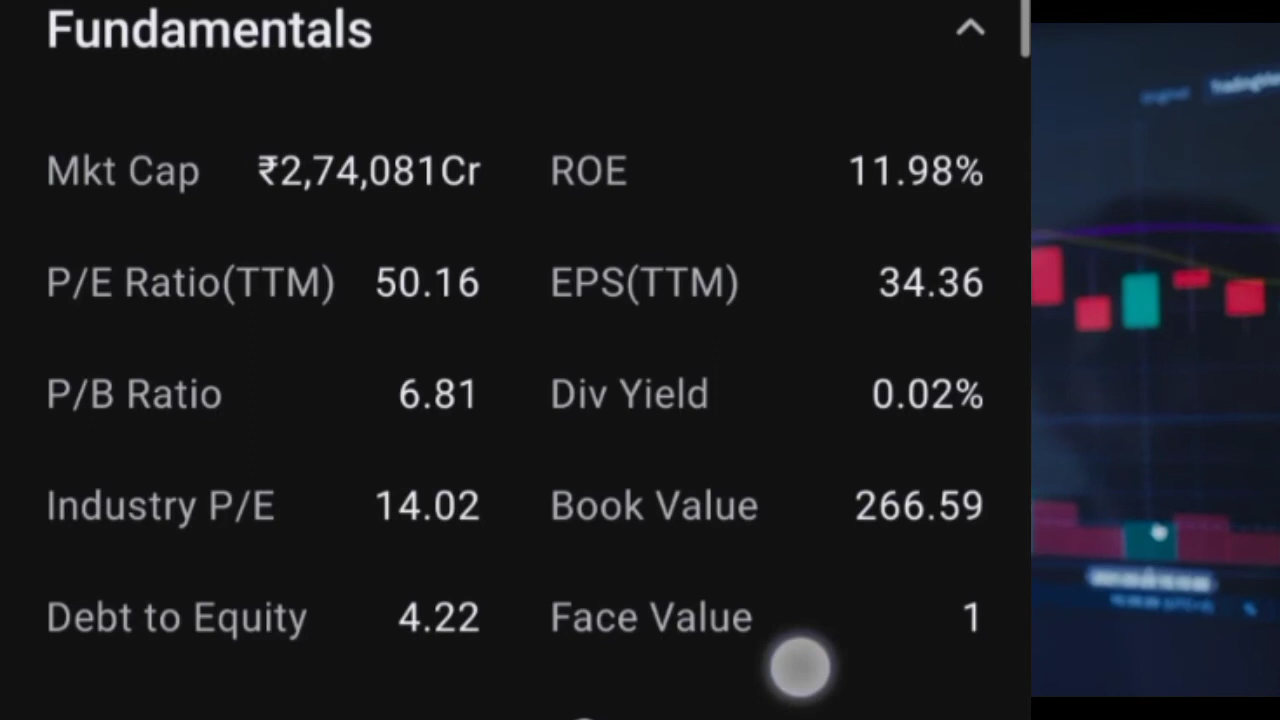 Fundamentals
Mkt Cap ₹2,74,081Cr ROE 11.98%
P/E Ratio(TTM) 50.16 EPS(TTM) 34.36
P/B Ratio 6.81 Div Yield 0.02%
Industry P/E 14.02 Book Value 266.59
Debt to Equity 4.22 Face Value 1